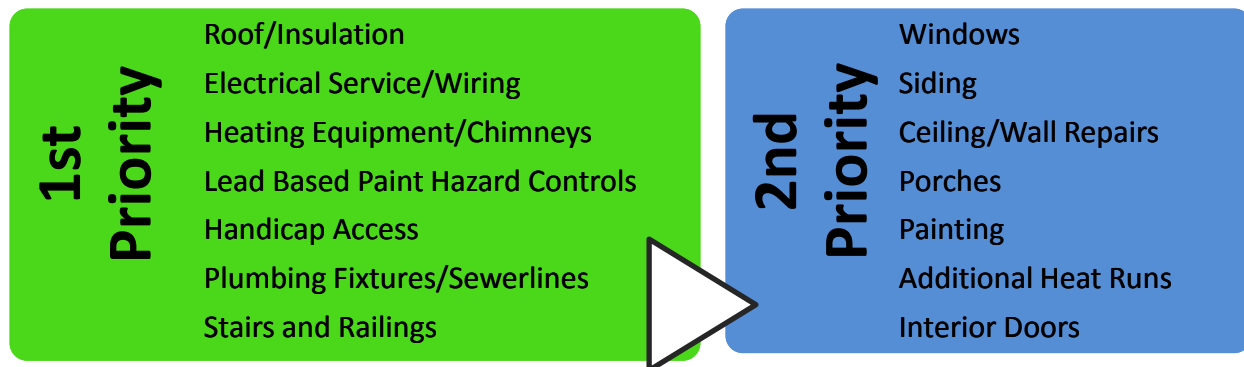 1st
Priority
Roof/Insulation
Electrical Service/Wiring
Heating Equipment/Chimneys
Lead Based Paint Hazard Controls
Handicap Access
Plumbing Fixtures/Sewerlines
Stairs and Railings
2nd
Priority
Windows
Siding
Ceiling/Wall Repairs
Porches
Painting
Additional Heat Runs
Interior Doors